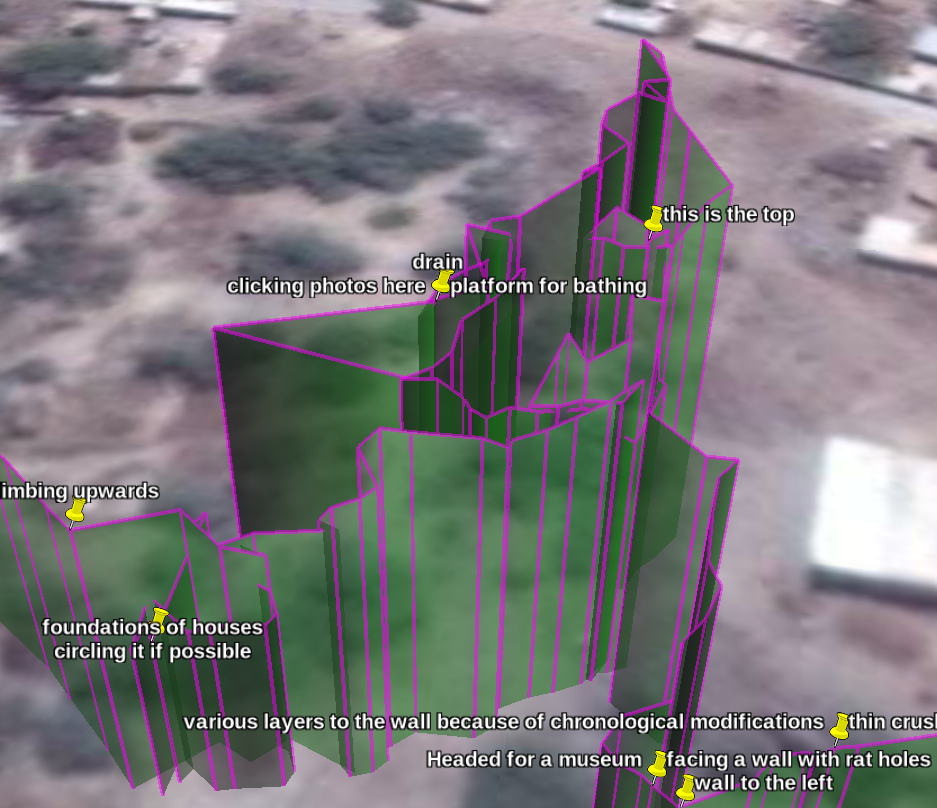 this is the top
drain
clicking photos here
platform for bathing
imbing upwards
foundations of houses
circling it if possible
various layers to the wall because of chronological modifications
thin crus
Headed for a museum
facing a wall with rat holes
wall to the left